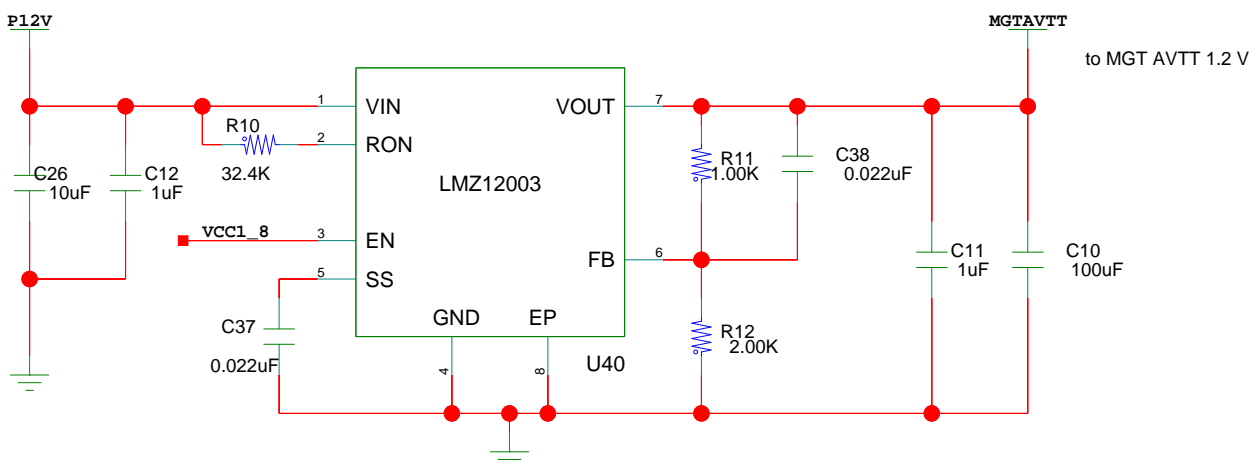 P12V
MGTAVTT
to MGT AVTT 1.2 V
1
VIN
VOUT
7
R10
2
RON
32.4K
C26
10uF
C12
1uF
LMZ12003
R11
1.00K
C38
0.022uF
VCC1_8
3
EN
5
SS
FB
6
C11
1uF
C10
100uF
C37
0.022uF
GND
EP
R12
2.00K
U40
4
8